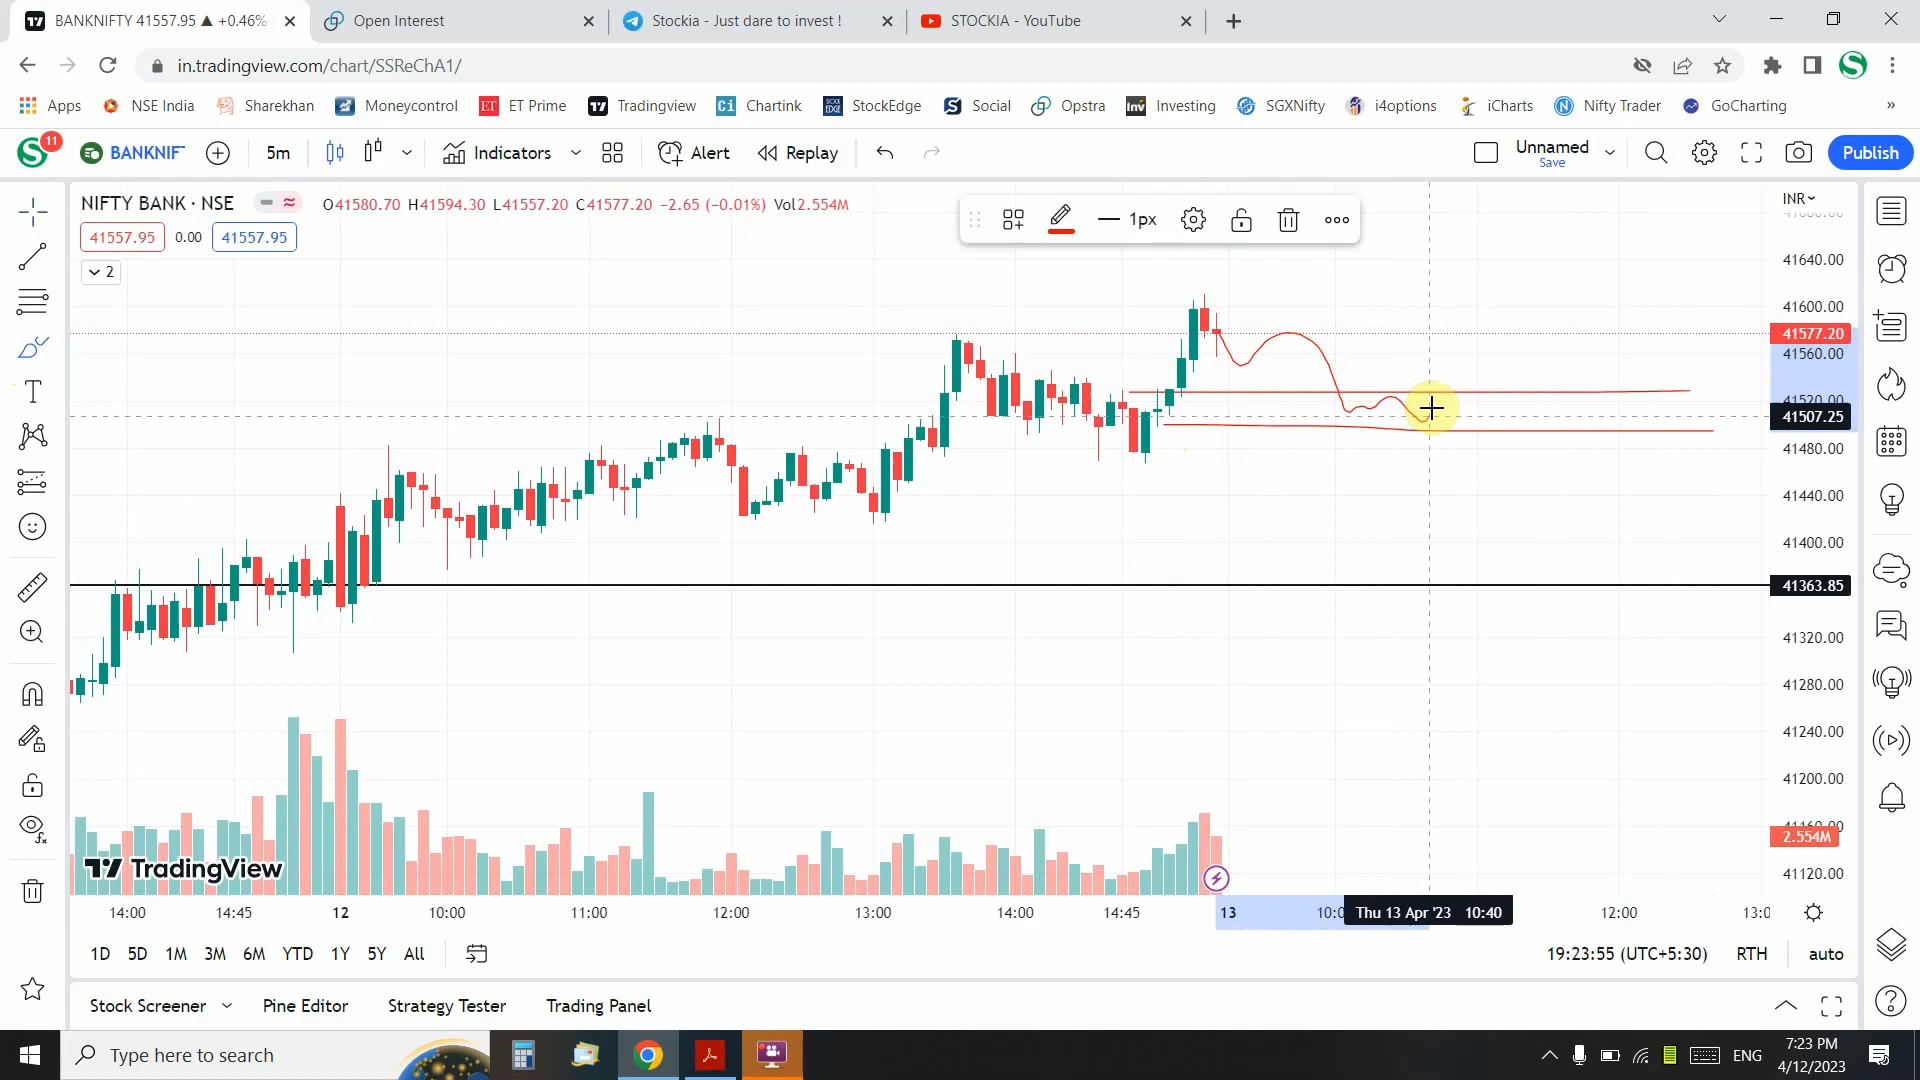 BANKNIFTY 41557.95 ▲ +0.46%
Open Interest
Stockia - Just dare to invest !
STOCKIA - YouTube
in.tradingview.com/chart/SSReChA1/
Apps
NSE India
Sharekhan
Moneycontrol
ET Prime
Tradingview
Chartink
StockEdge
Social
Opstra
Investing
SGXNifty
i4options
iCharts
Nifty Trader
GoCharting
»
11
BANKNIF
5m
Indicators
Alert
Replay
Unnamed
Save
Publish
NIFTY BANK · NSE
O41580.70 H41594.30 L41557.20 C41577.20 −2.65 (−0.01%) Vol2.554M
41557.95
0.00
41557.95
2
1px
INR
41640.00
41600.00
41577.20
41560.00
41520.00
41507.25
41480.00
41440.00
41400.00
41363.85
41320.00
41280.00
41240.00
41200.00
41160.00
2.554M
41120.00
TradingView
14:00
14:45
12
10:00
11:00
12:00
13:00
14:00
14:45
13
10:0
Thu 13 Apr '23 10:40
12:00
13:0
1D
5D
1M
3M
6M
YTD
1Y
5Y
All
19:23:55 (UTC+5:30)
RTH
auto
Stock Screener
Pine Editor
Strategy Tester
Trading Panel
Type here to search
ENG
7:23 PM
4/12/2023